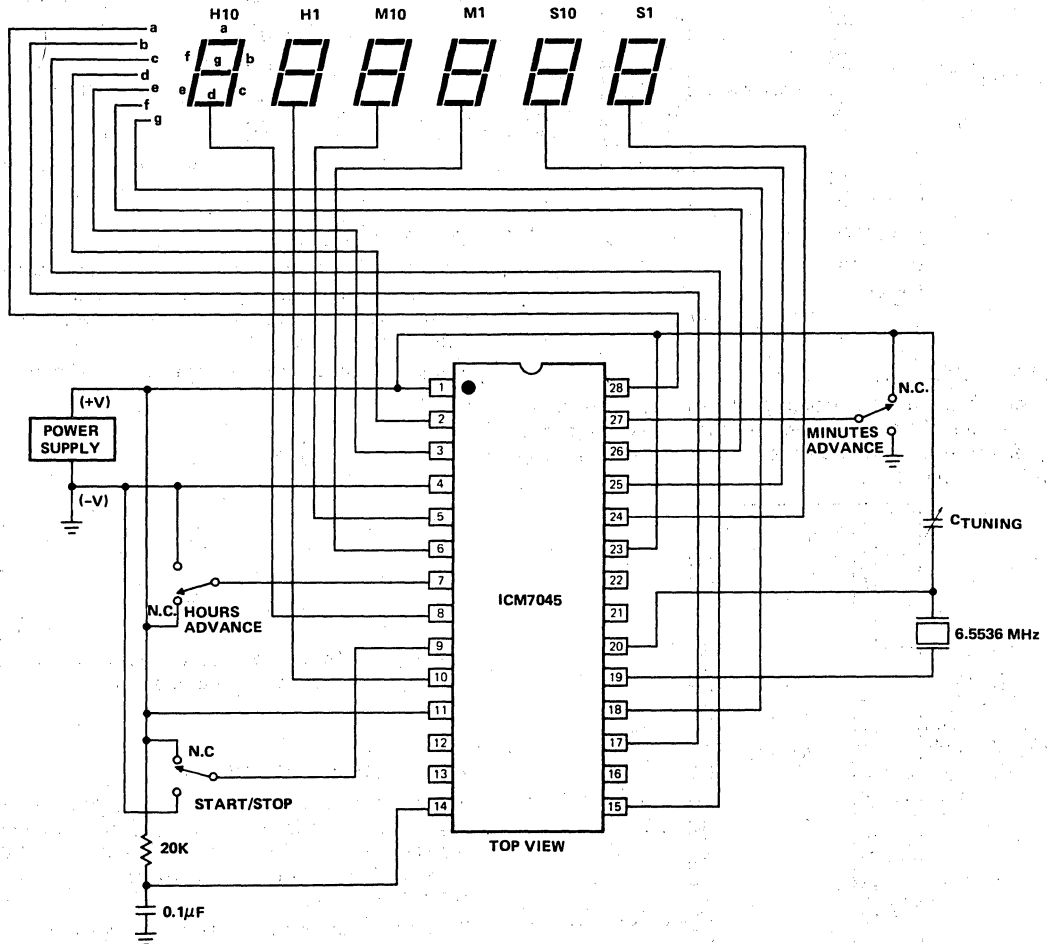 H10 H1 M10 M1 S10 S1
a
b
c
d
e
f
g
a
f b
g
e d c
(+V)
POWER
SUPPLY
(−V)
N.C. HOURS
ADVANCE
N.C
START/STOP
20K
0.1μF
1 28
2 27
3 26
4 25
5 24
6 23
7 22
8 21
9 20
10 19
11 18
12 17
13 16
14 15
ICM7045
TOP VIEW
N.C.
MINUTES
ADVANCE
CTUNING
6.5536 MHz